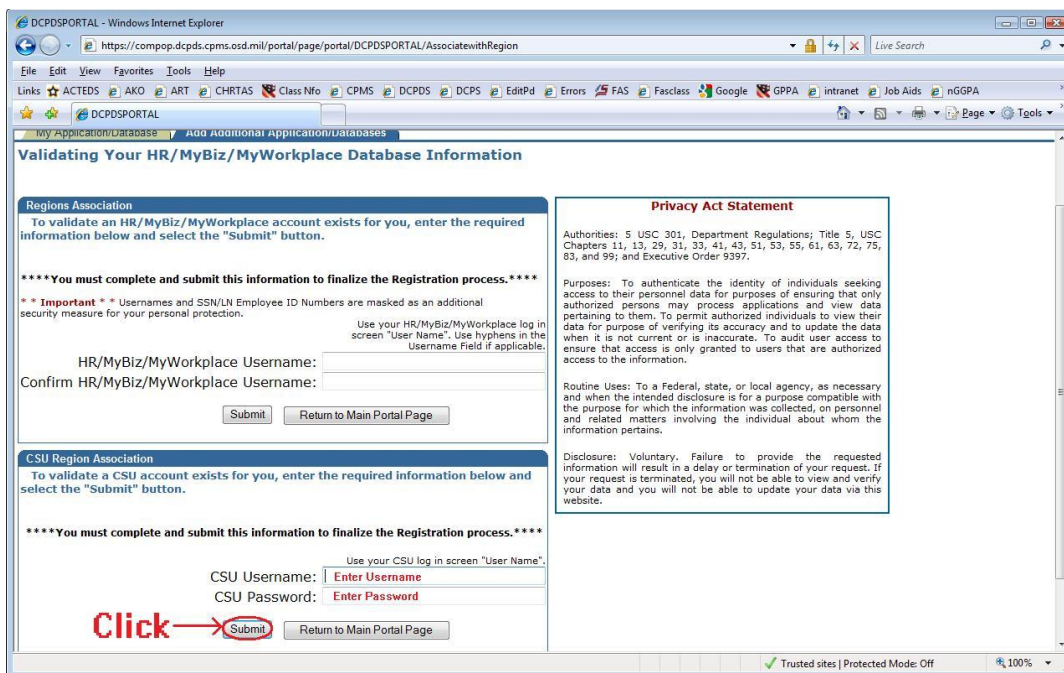 DCPDSPORTAL - Windows Internet Explorer
https://compop.dcpds.cpms.osd.mil/portal/page/portal/DCPDSPORTAL/AssociatewithRegion
Live Search
File Edit View Favorites Tools Help
Links ACTEDS AKO ART CHRTAS Class Nfo CPMS DCPDS DCPS EditPd Errors FAS Fasclass Google GPPA intranet Job Aids nGGPA
DCPDSPORTAL
Page Tools
My Application/Database Add Additional Application/Databases
Validating Your HR/MyBiz/MyWorkplace Database Information
Regions Association
To validate an HR/MyBiz/MyWorkplace account exists for you, enter the required
information below and select the "Submit" button.
****You must complete and submit this information to finalize the Registration process.****
* * Important * * Usernames and SSN/LN Employee ID Numbers are masked as an additional
security measure for your personal protection.
Use your HR/MyBiz/MyWorkplace log in
screen "User Name". Use hyphens in the
Username Field if applicable.
HR/MyBiz/MyWorkplace Username:
Confirm HR/MyBiz/MyWorkplace Username:
Submit Return to Main Portal Page
CSU Region Association
To validate a CSU account exists for you, enter the required information below and
select the "Submit" button.
****You must complete and submit this information to finalize the Registration process.****
Use your CSU log in screen "User Name".
CSU Username: Enter Username
CSU Password: Enter Password
Click Submit Return to Main Portal Page
Privacy Act Statement
Authorities: 5 USC 301, Department Regulations; Title 5, USC
Chapters 11, 13, 29, 31, 33, 41, 43, 51, 53, 55, 61, 63, 72, 75,
83, and 99; and Executive Order 9397.
Purposes: To authenticate the identity of individuals seeking
access to their personnel data for purposes of ensuring that only
authorized persons may process applications and view data
pertaining to them. To permit authorized individuals to view their
data for purpose of verifying its accuracy and to update the data
when it is not current or is inaccurate. To audit user access to
ensure that access is only granted to users that are authorized
access to the information.
Routine Uses: To a Federal, state, or local agency, as necessary
and when the intended disclosure is for a purpose compatible with
the purpose for which the information was collected, on personnel
and related matters involving the individual about whom the
information pertains.
Disclosure: Voluntary. Failure to provide the requested
information will result in a delay or termination of your request. If
your request is terminated, you will not be able to view and verify
your data and you will not be able to update your data via this
website.
Trusted sites | Protected Mode: Off 100%